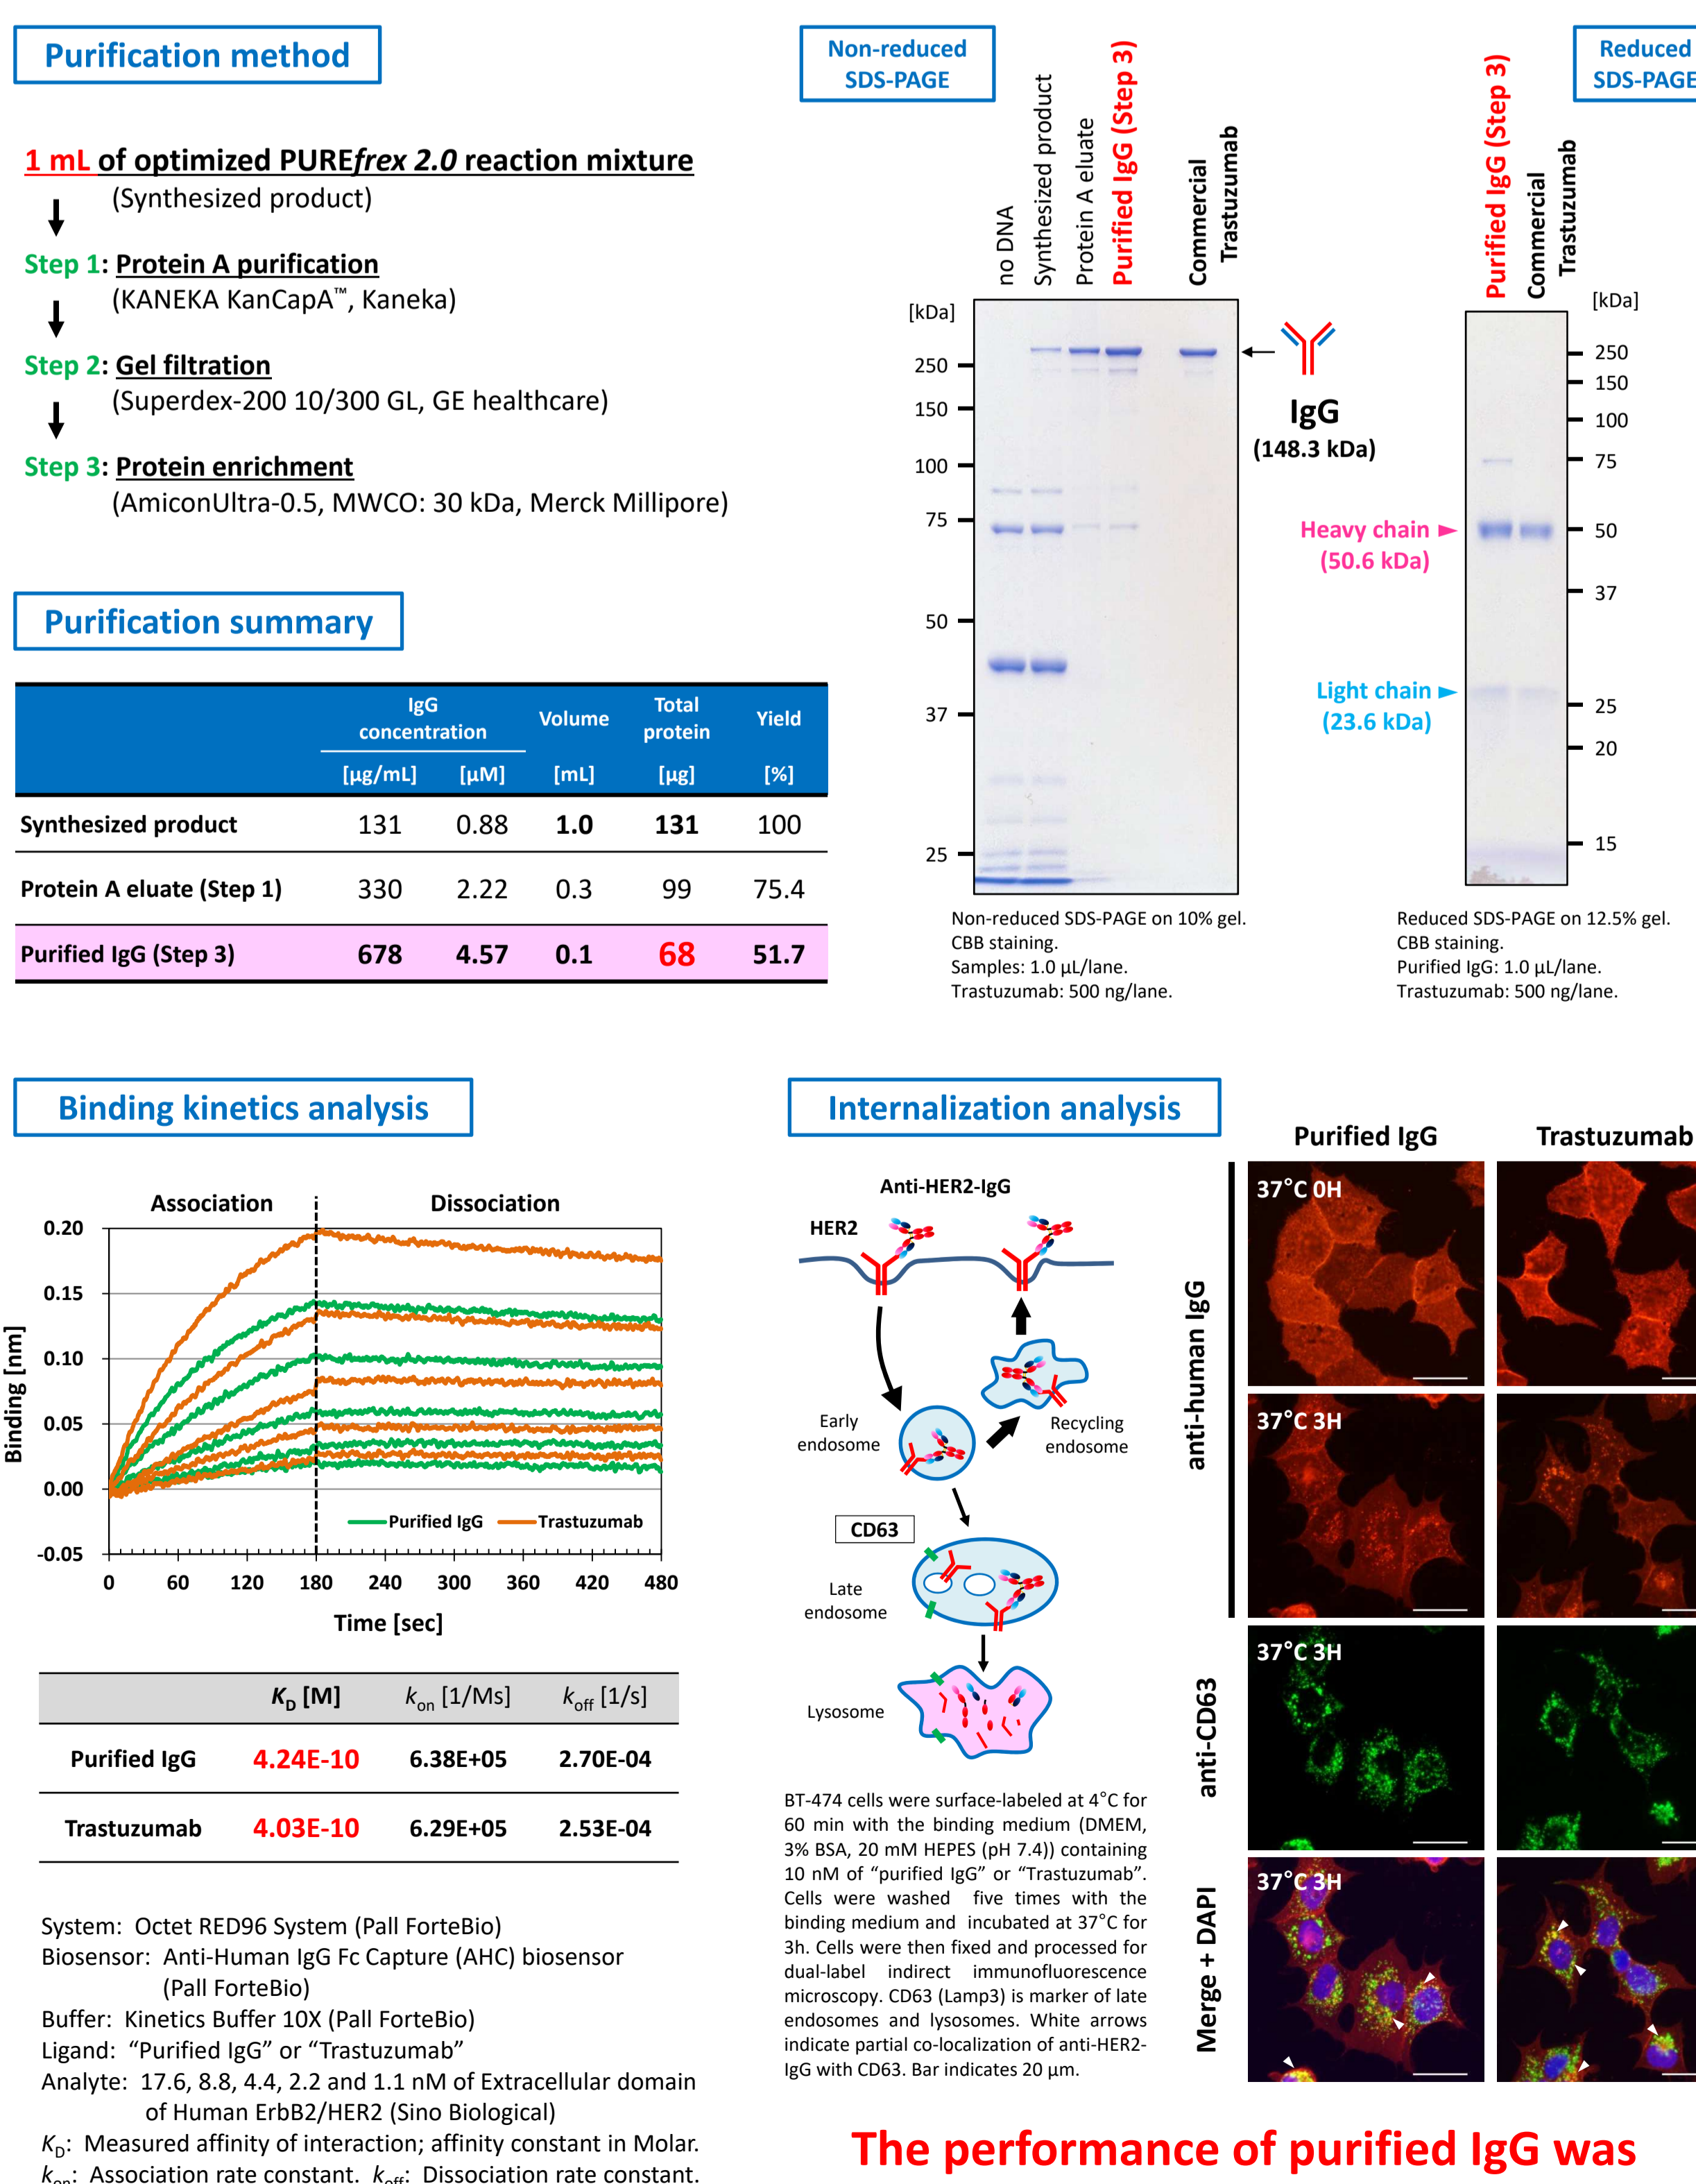 Purification method
1 mL of optimized PUREfrex 2.0 reaction mixture
(Synthesized product)
Step 1: Protein A purification
(KANEKA KanCapA™, Kaneka)
Step 2: Gel filtration
(Superdex-200 10/300 GL, GE healthcare)
Step 3: Protein enrichment
(AmiconUltra-0.5, MWCO: 30 kDa, Merck Millipore)
Purification summary
IgG concentration Volume Total protein Yield
[µg/mL] [µM] [mL] [µg] [%]
Synthesized product 131 0.88 1.0 131 100
Protein A eluate (Step 1) 330 2.22 0.3 99 75.4
Purified IgG (Step 3) 678 4.57 0.1 68 51.7
Non-reduced
SDS-PAGE
no DNA
Synthesized product
Protein A eluate
Purified IgG (Step 3)
Commercial
Trastuzumab
[kDa]
250
150
100
75
50
37
25
IgG
(148.3 kDa)
Non-reduced SDS-PAGE on 10% gel.
CBB staining.
Samples: 1.0 µL/lane.
Trastuzumab: 500 ng/lane.
Reduced
SDS-PAGE
Purified IgG (Step 3)
Commercial
Trastuzumab
[kDa]
250
150
100
75
50
37
25
20
15
Heavy chain
(50.6 kDa)
Light chain
(23.6 kDa)
Reduced SDS-PAGE on 12.5% gel.
CBB staining.
Purified IgG: 1.0 µL/lane.
Trastuzumab: 500 ng/lane.
Binding kinetics analysis
Association Dissociation
Binding [nm]
0.20
0.15
0.10
0.05
0.00
-0.05
Purified IgG Trastuzumab
0 60 120 180 240 300 360 420 480
Time [sec]
KD [M] kon [1/Ms] koff [1/s]
Purified IgG 4.24E-10 6.38E+05 2.70E-04
Trastuzumab 4.03E-10 6.29E+05 2.53E-04
System: Octet RED96 System (Pall ForteBio)
Biosensor: Anti-Human IgG Fc Capture (AHC) biosensor
(Pall ForteBio)
Buffer: Kinetics Buffer 10X (Pall ForteBio)
Ligand: “Purified IgG” or “Trastuzumab”
Analyte: 17.6, 8.8, 4.4, 2.2 and 1.1 nM of Extracellular domain
of Human ErbB2/HER2 (Sino Biological)
KD: Measured affinity of interaction; affinity constant in Molar.
kon: Association rate constant. koff: Dissociation rate constant.
Internalization analysis
Anti-HER2-IgG
HER2
Early
endosome
Recycling
endosome
CD63
Late
endosome
Lysosome
BT-474 cells were surface-labeled at 4°C for
60 min with the binding medium (DMEM,
3% BSA, 20 mM HEPES (pH 7.4)) containing
10 nM of “purified IgG” or “Trastuzumab”.
Cells were washed five times with the
binding medium and incubated at 37°C for
3h. Cells were then fixed and processed for
dual-label indirect immunofluorescence
microscopy. CD63 (Lamp3) is marker of late
endosomes and lysosomes. White arrows
indicate partial co-localization of anti-HER2-
IgG with CD63. Bar indicates 20 µm.
Purified IgG Trastuzumab
anti-human IgG
37°C 0H
37°C 3H
anti-CD63
37°C 3H
Merge + DAPI
37°C 3H
The performance of purified IgG was